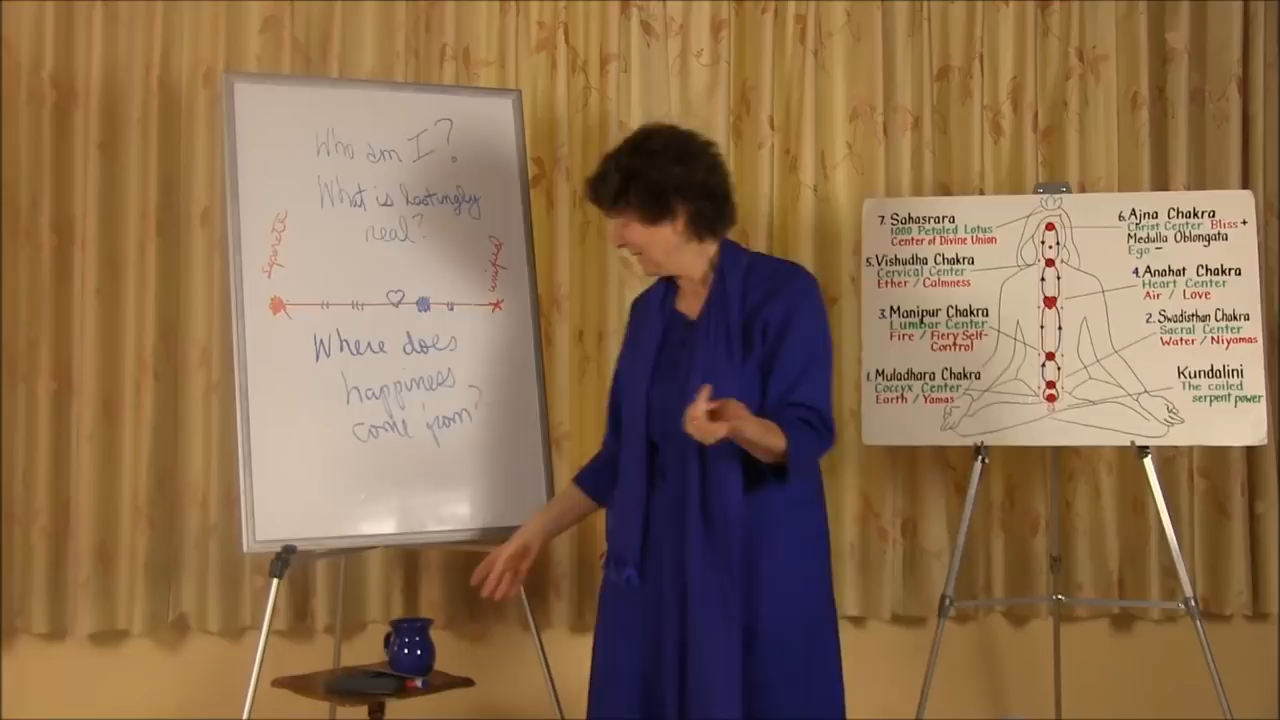 Who am I?
What is lastingly
real?
separate
unified
Where does
happiness
come from?
7. Sahasrara
1000 Petaled Lotus
Center of Divine Union
6. Ajna Chakra
Christ Center Bliss +
Medulla Oblongata
Ego -
5. Vishudha Chakra
Cervical Center
Ether / Calmness
4. Anahat Chakra
Heart Center
Air / Love
3. Manipur Chakra
Lumbar Center
Fire / Fiery Self-
Control
2. Swadisthan Chakra
Sacral Center
Water / Niyamas
1. Muladhara Chakra
Coccyx Center
Earth / Yamas
Kundalini
The coiled
serpent power